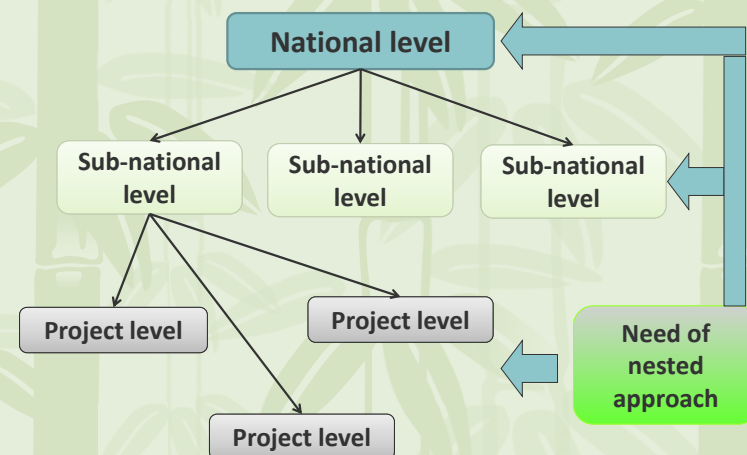 National level
Sub-national
level
Sub-national
level
Sub-national
level
Project level
Project level
Project level
Need of
nested
approach